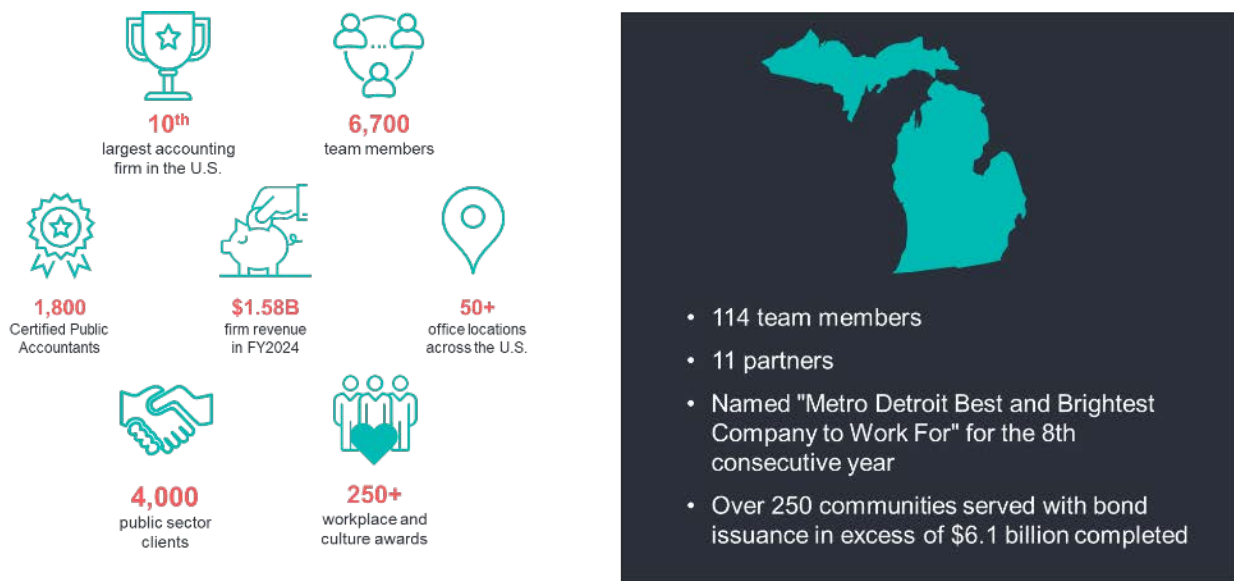 10th
largest accounting
firm in the U.S.
6,700
team members
1,800
Certified Public
Accountants
$1.58B
firm revenue
in FY2024
50+
office locations
across the U.S.
4,000
public sector
clients
250+
workplace and
culture awards
• 114 team members
• 11 partners
• Named "Metro Detroit Best and Brightest
Company to Work For" for the 8th
consecutive year
• Over 250 communities served with bond
issuance in excess of $6.1 billion completed